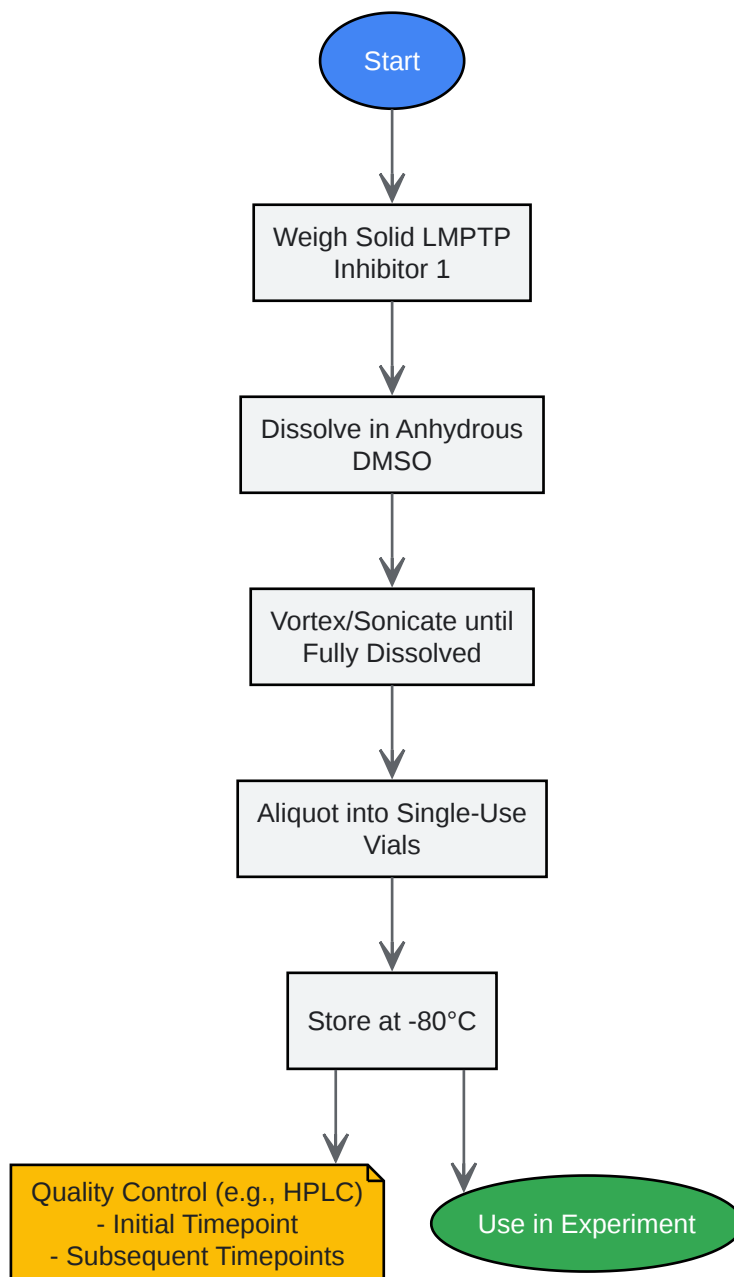 Start
Weigh Solid LMPTP
Inhibitor 1
Dissolve in Anhydrous
DMSO
Vortex/Sonicate until
Fully Dissolved
Aliquot into Single-Use
Vials
Store at -80°C
Quality Control (e.g., HPLC)
- Initial Timepoint
- Subsequent Timepoints
Use in Experiment